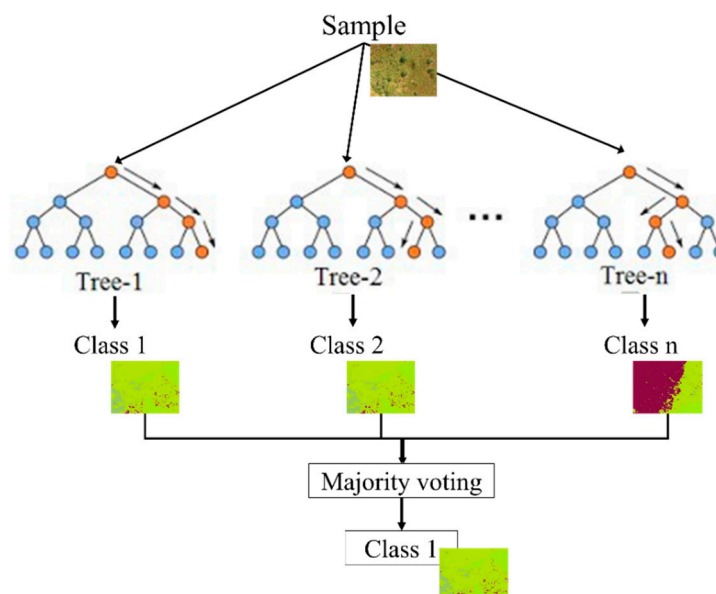 Sample
...
Tree-1
Tree-2
Tree-n
Class 1
Class 2
Class n
Majority voting
Class 1